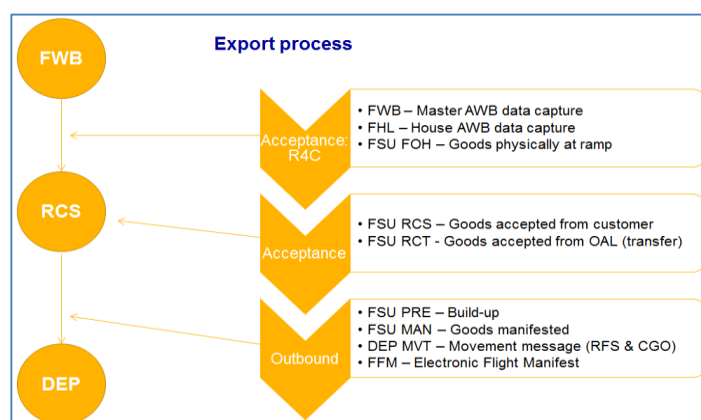 Export process
FWB
Acceptance:
R4C
• FWB – Master AWB data capture
• FHL – House AWB data capture
• FSU FOH – Goods physically at ramp
RCS
Acceptance
• FSU RCS – Goods accepted from customer
• FSU RCT - Goods accepted from OAL (transfer)
Outbound
• FSU PRE – Build-up
• FSU MAN – Goods manifested
• DEP MVT – Movement message (RFS & CGO)
• FFM – Electronic Flight Manifest
DEP